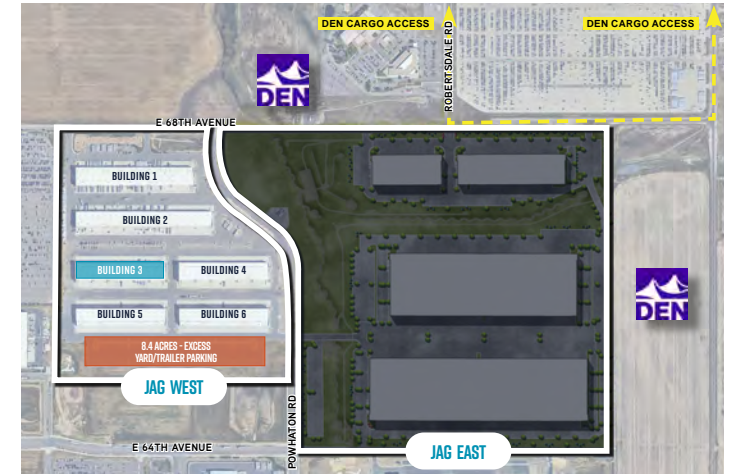 DEN CARGO ACCESS
DEN CARGO ACCESS
ROBERTSDALE RD
DEN
E 68TH AVENUE
BUILDING 1
BUILDING 2
BUILDING 3
BUILDING 4
DEN
BUILDING 5
BUILDING 6
8.4 ACRES - EXCESS
YARD/TRAILER PARKING
JAG WEST
POWHATON RD
E 64TH AVENUE
JAG EAST